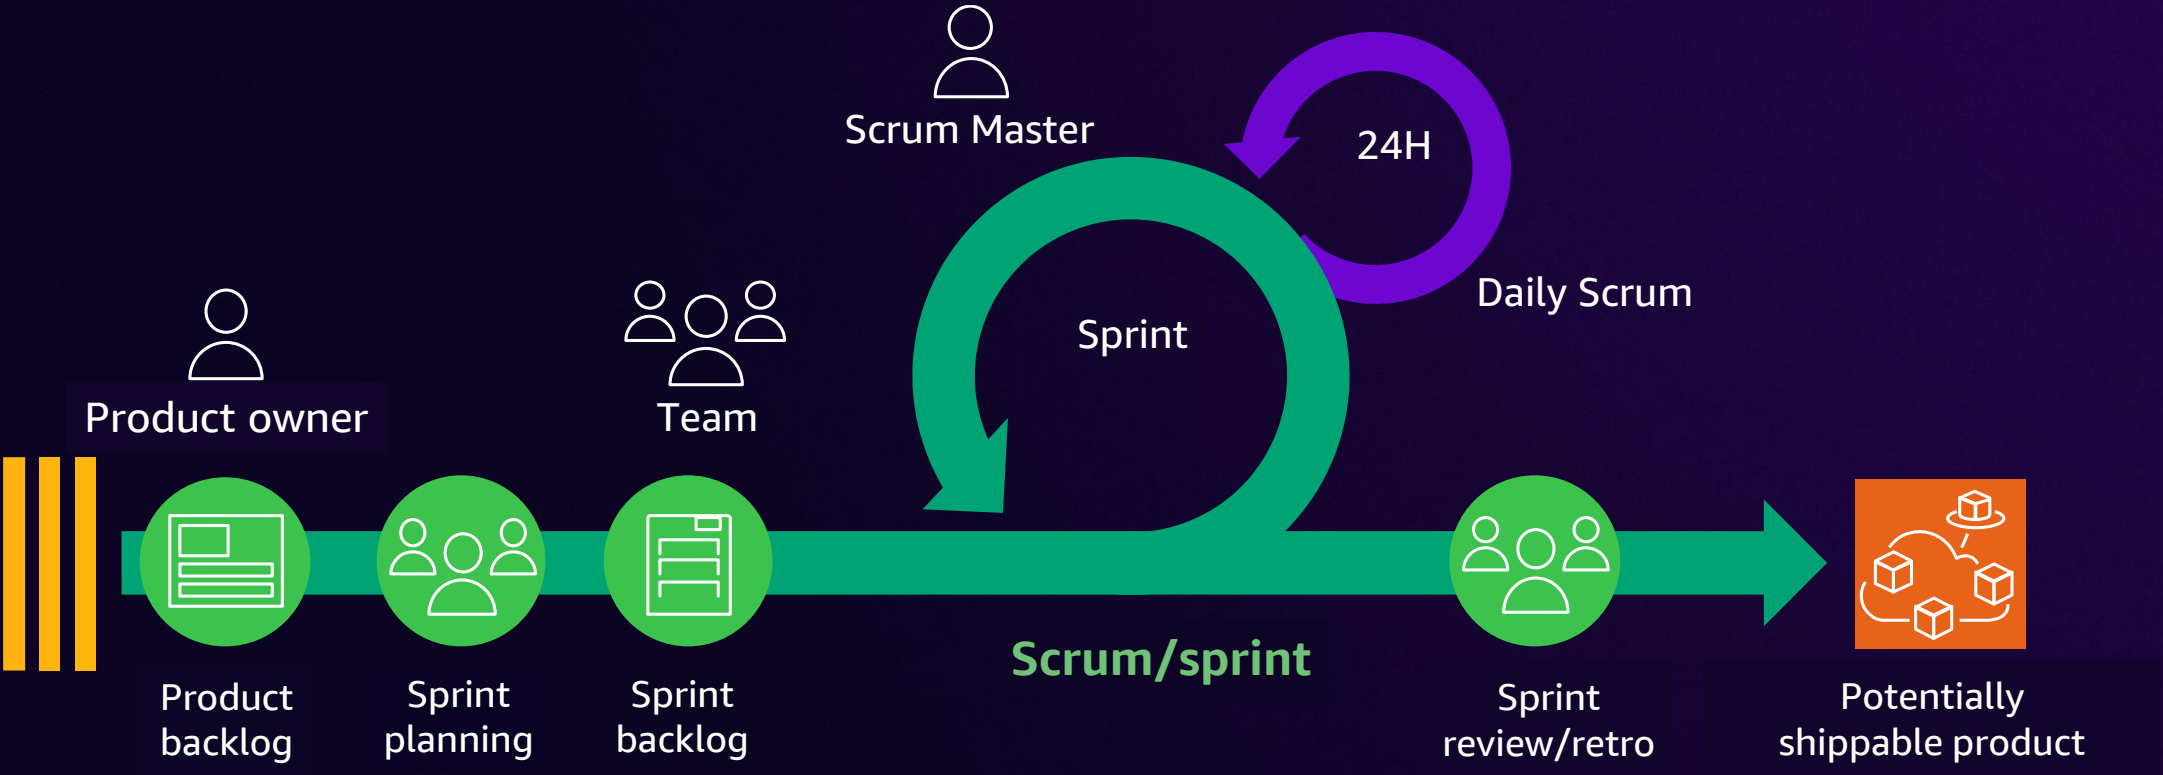 Scrum Master
24H
Daily Scrum
Sprint
Product owner
Team
Scrum/sprint
Product
backlog
Sprint
planning
Sprint
backlog
Sprint
review/retro
Potentially
shippable product